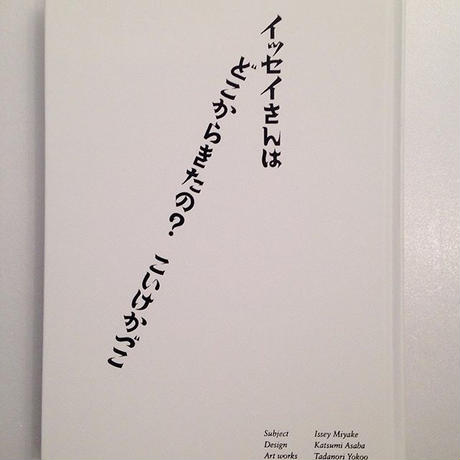 イッセイさんは
どこからきたの？ こいけかづこ
Subject Issey Miyake
Design Katsumi Asaba
Art works Tadanori Yokoo